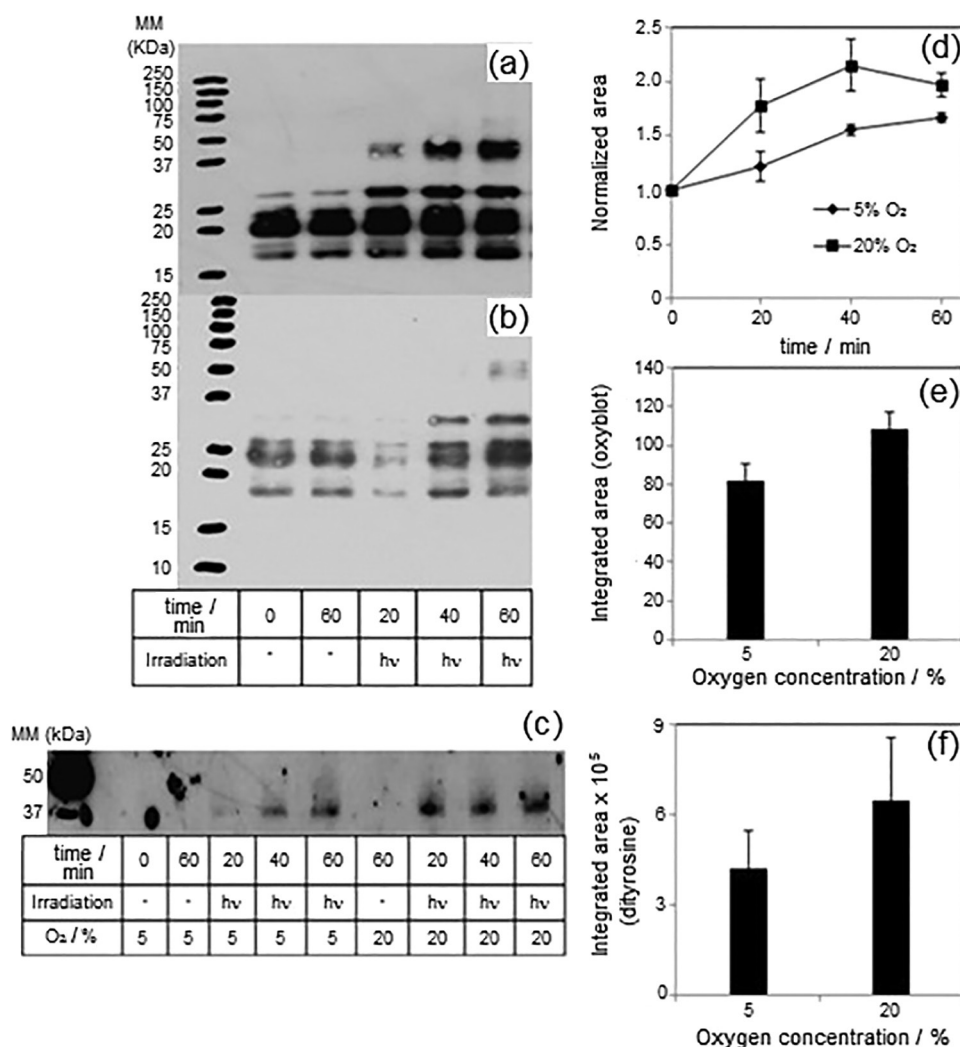 MM
(KDa)
(a)
250
150
100
75
50
37
25
20
15
(b)
250
150
100
75
50
37
25
20
15
10
time / min 0 60 20 40 60
Irradiation - - hν hν hν
(c)
MM (kDa)
50
37
time / min 0 60 20 40 60 60 20 40 60
Irradiation - - hν hν hν - hν hν hν
O₂ / % 5 5 5 5 5 20 20 20 20
(d)
Normalized area
2.5
2.0
1.5
1.0
0.5
0
5% O₂
20% O₂
0 20 40 60
time / min
(e)
Integrated area (oxyblot)
140
120
100
80
60
40
20
0
5 20
Oxygen concentration / %
(f)
Integrated area x 10⁵
(dityrosine)
9
6
3
0
5 20
Oxygen concentration / %